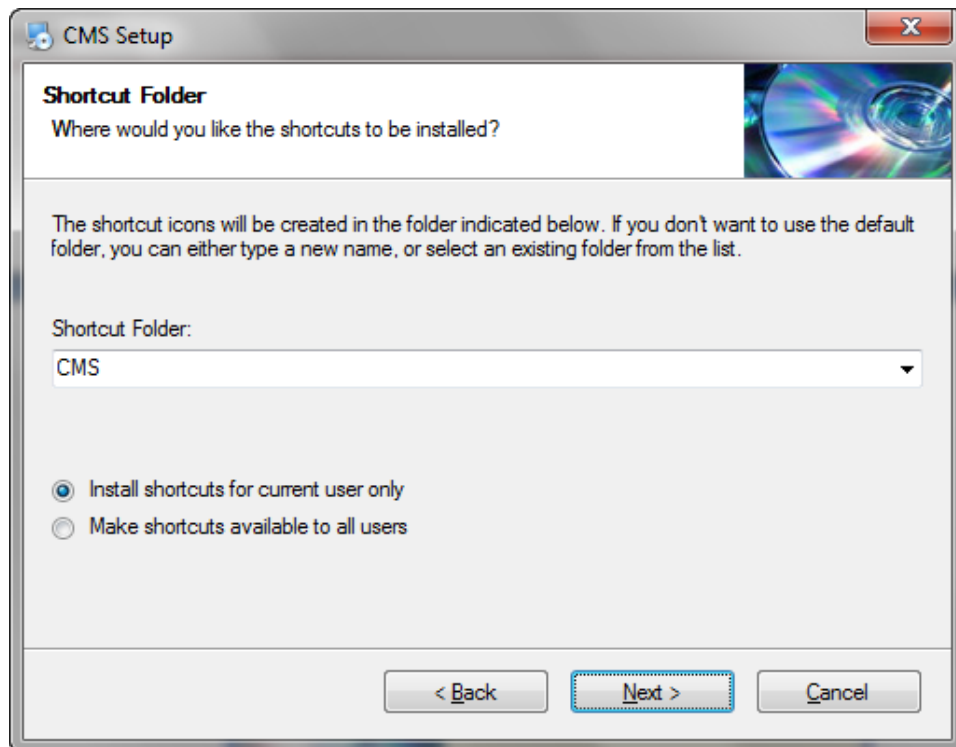 CMS Setup
Shortcut Folder
Where would you like the shortcuts to be installed?
The shortcut icons will be created in the folder indicated below. If you don't want to use the default
folder, you can either type a new name, or select an existing folder from the list.
Shortcut Folder:
CMS
Install shortcuts for current user only
Make shortcuts available to all users
< Back
Next >
Cancel